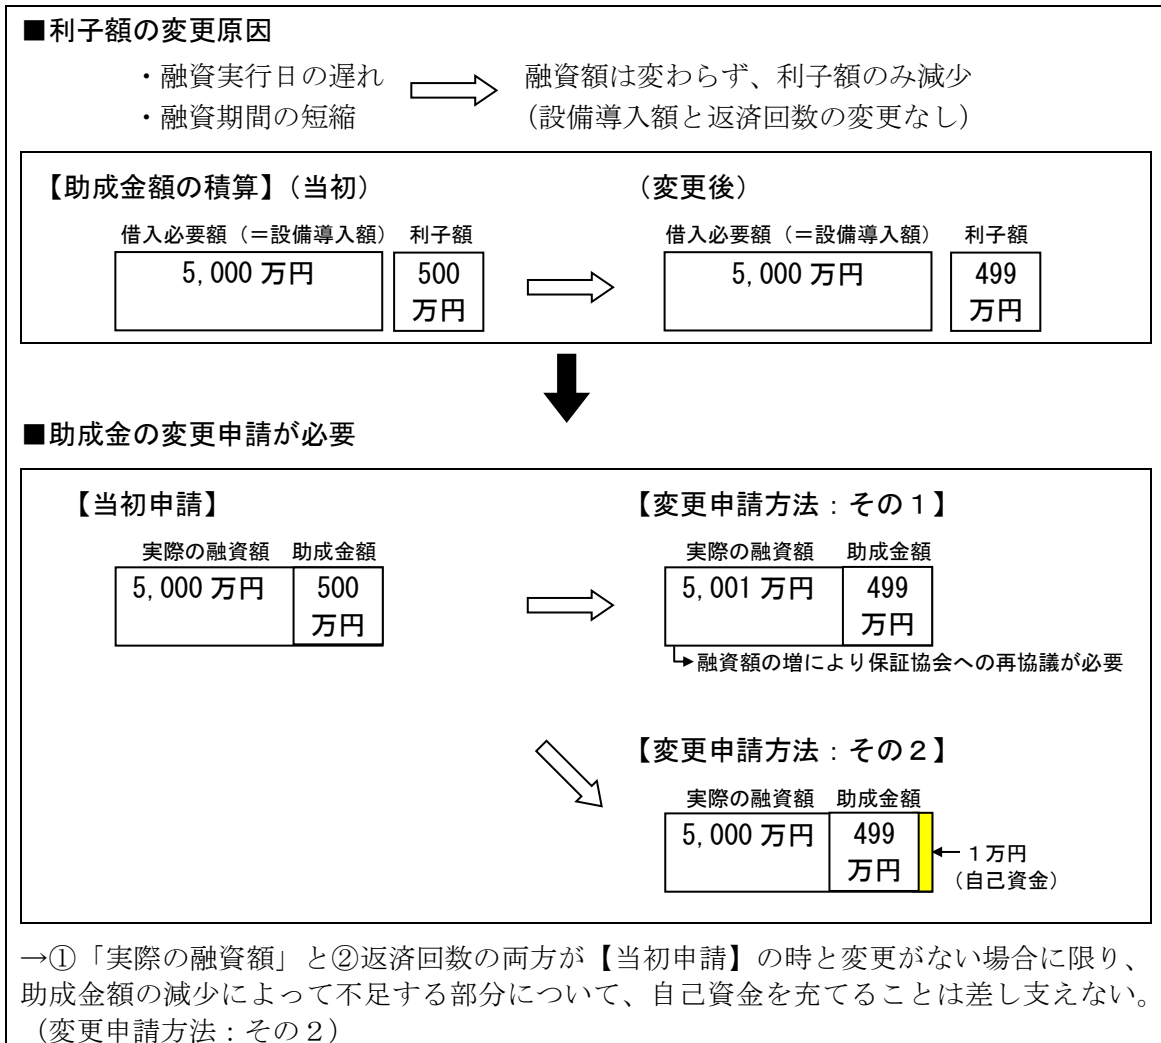 ■利子額の変更原因
・融資実行日の遅れ
・融資期間の短縮
融資額は変わらず、利子額のみ減少
(設備導入額と返済回数の変更なし)
【助成金額の積算】(当初)
(変更後)
借入必要額(=設備導入額) 利子額
5,000 万円
500
万円
借入必要額(=設備導入額) 利子額
5,000 万円
499
万円
■助成金の変更申請が必要
【当初申請】
実際の融資額 助成金額
5,000 万円
500
万円
【変更申請方法:その1】
実際の融資額 助成金額
5,001 万円
499
万円
融資額の増により保証協会への再協議が必要
【変更申請方法:その2】
実際の融資額 助成金額
5,000 万円
499
万円
1万円
(自己資金)
→①「実際の融資額」と②返済回数の両方が【当初申請】の時と変更がない場合に限り、
助成金額の減少によって不足する部分について、自己資金を充てることは差し支えない。
(変更申請方法:その2)